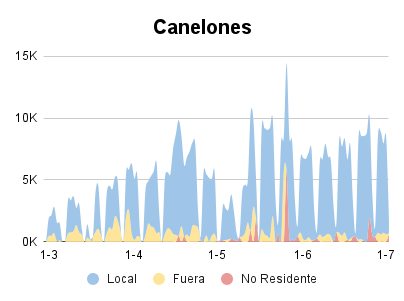 Canelones
15K
10K
5K
0K
1-3 1-4 1-5 1-6 1-7
Local Fuera No Residente